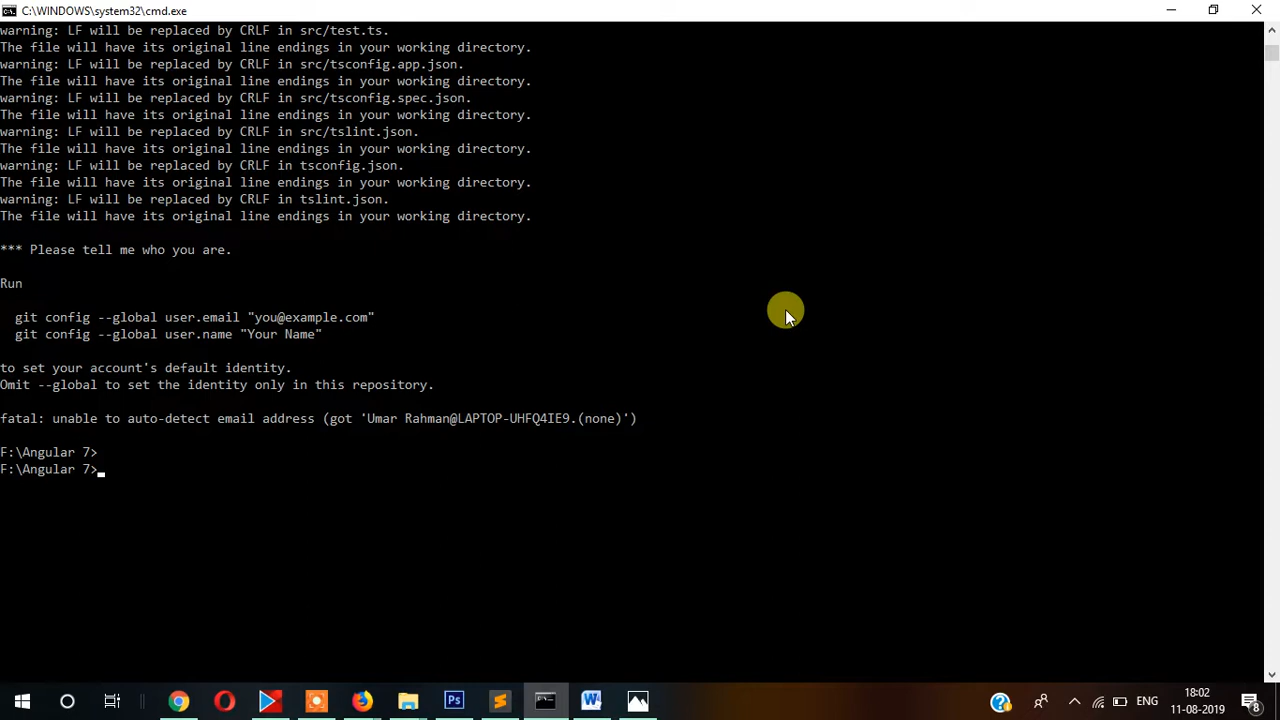 C:\WINDOWS\system32\cmd.exe
warning: LF will be replaced by CRLF in src/test.ts.
The file will have its original line endings in your working directory.
warning: LF will be replaced by CRLF in src/tsconfig.app.json.
The file will have its original line endings in your working directory.
warning: LF will be replaced by CRLF in src/tsconfig.spec.json.
The file will have its original line endings in your working directory.
warning: LF will be replaced by CRLF in src/tslint.json.
The file will have its original line endings in your working directory.
warning: LF will be replaced by CRLF in tsconfig.json.
The file will have its original line endings in your working directory.
warning: LF will be replaced by CRLF in tslint.json.
The file will have its original line endings in your working directory.
*** Please tell me who you are.
Run
git config --global user.email "you@example.com"
git config --global user.name "Your Name"
to set your account's default identity.
Omit --global to set the identity only in this repository.
fatal: unable to auto-detect email address (got 'Umar Rahman@LAPTOP-UHFQ4IE9.(none)')
F:\Angular 7>
F:\Angular 7>
Ps
W
ENG
18:02
11-08-2019
8